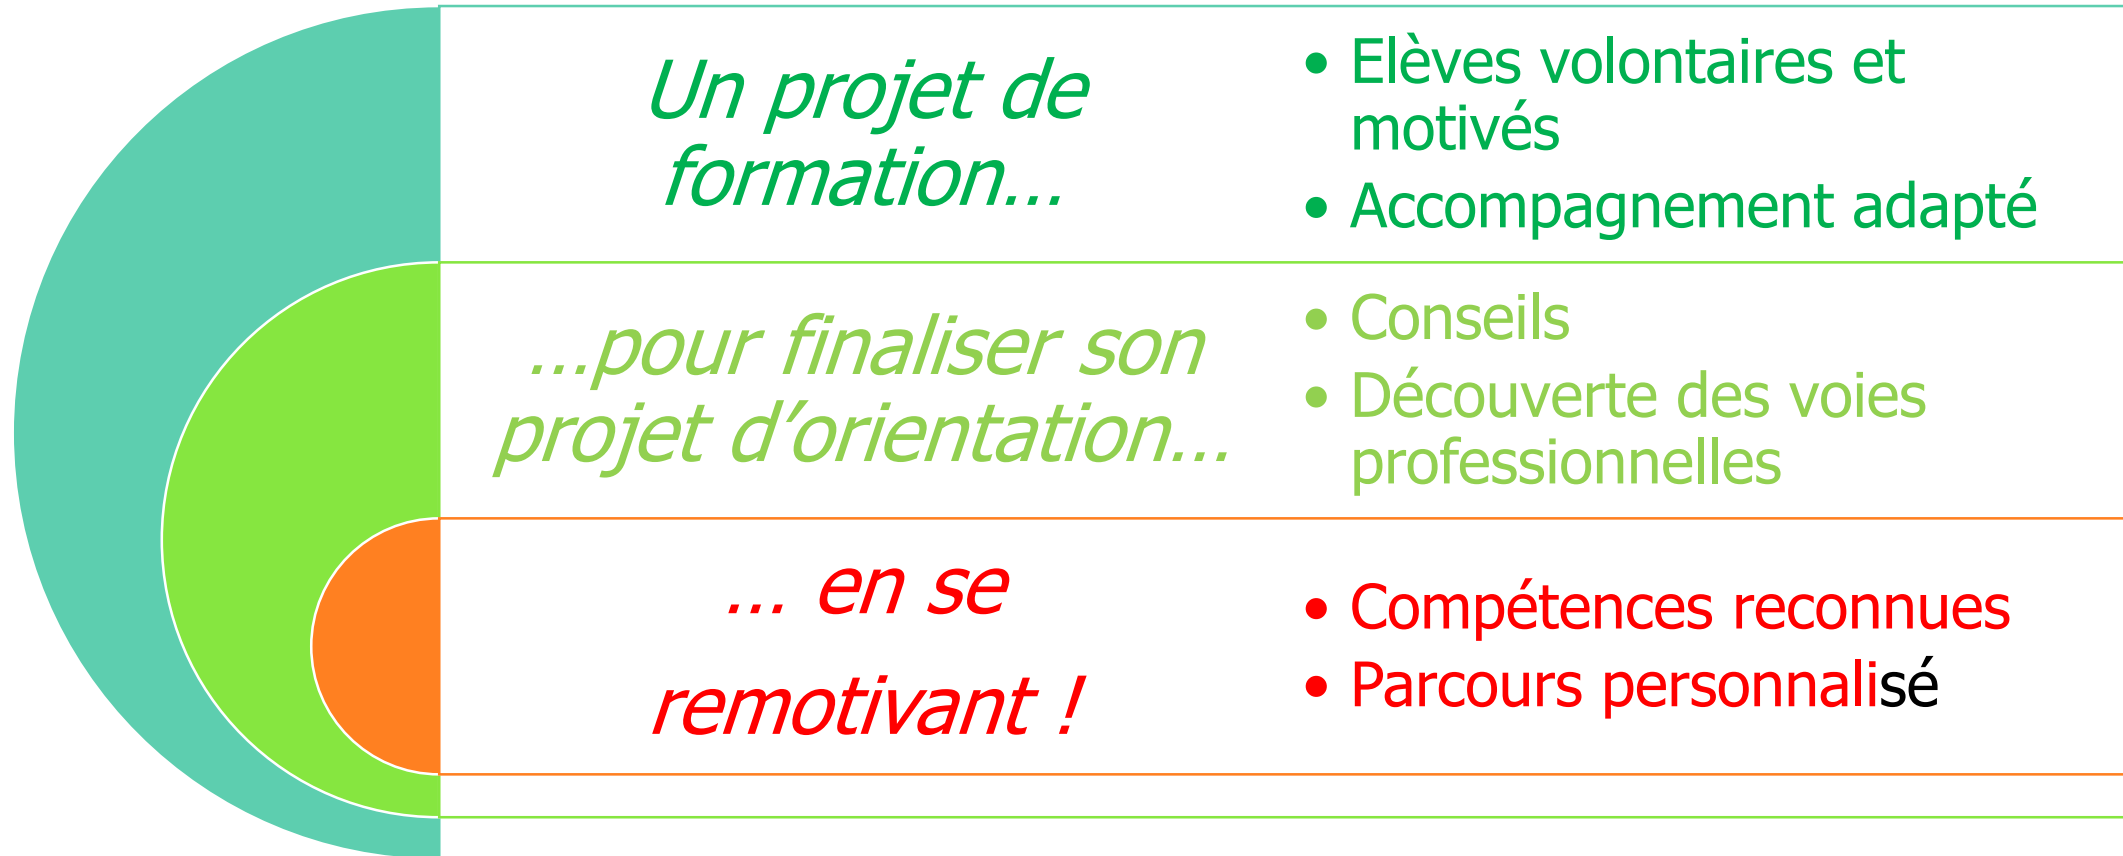 Un projet de
formation...
• Elèves volontaires et
motivés
• Accompagnement adapté
...pour finaliser son
projet d’orientation...
• Conseils
• Découverte des voies
professionnelles
... en se
remotivant !
• Compétences reconnues
• Parcours personnalisé